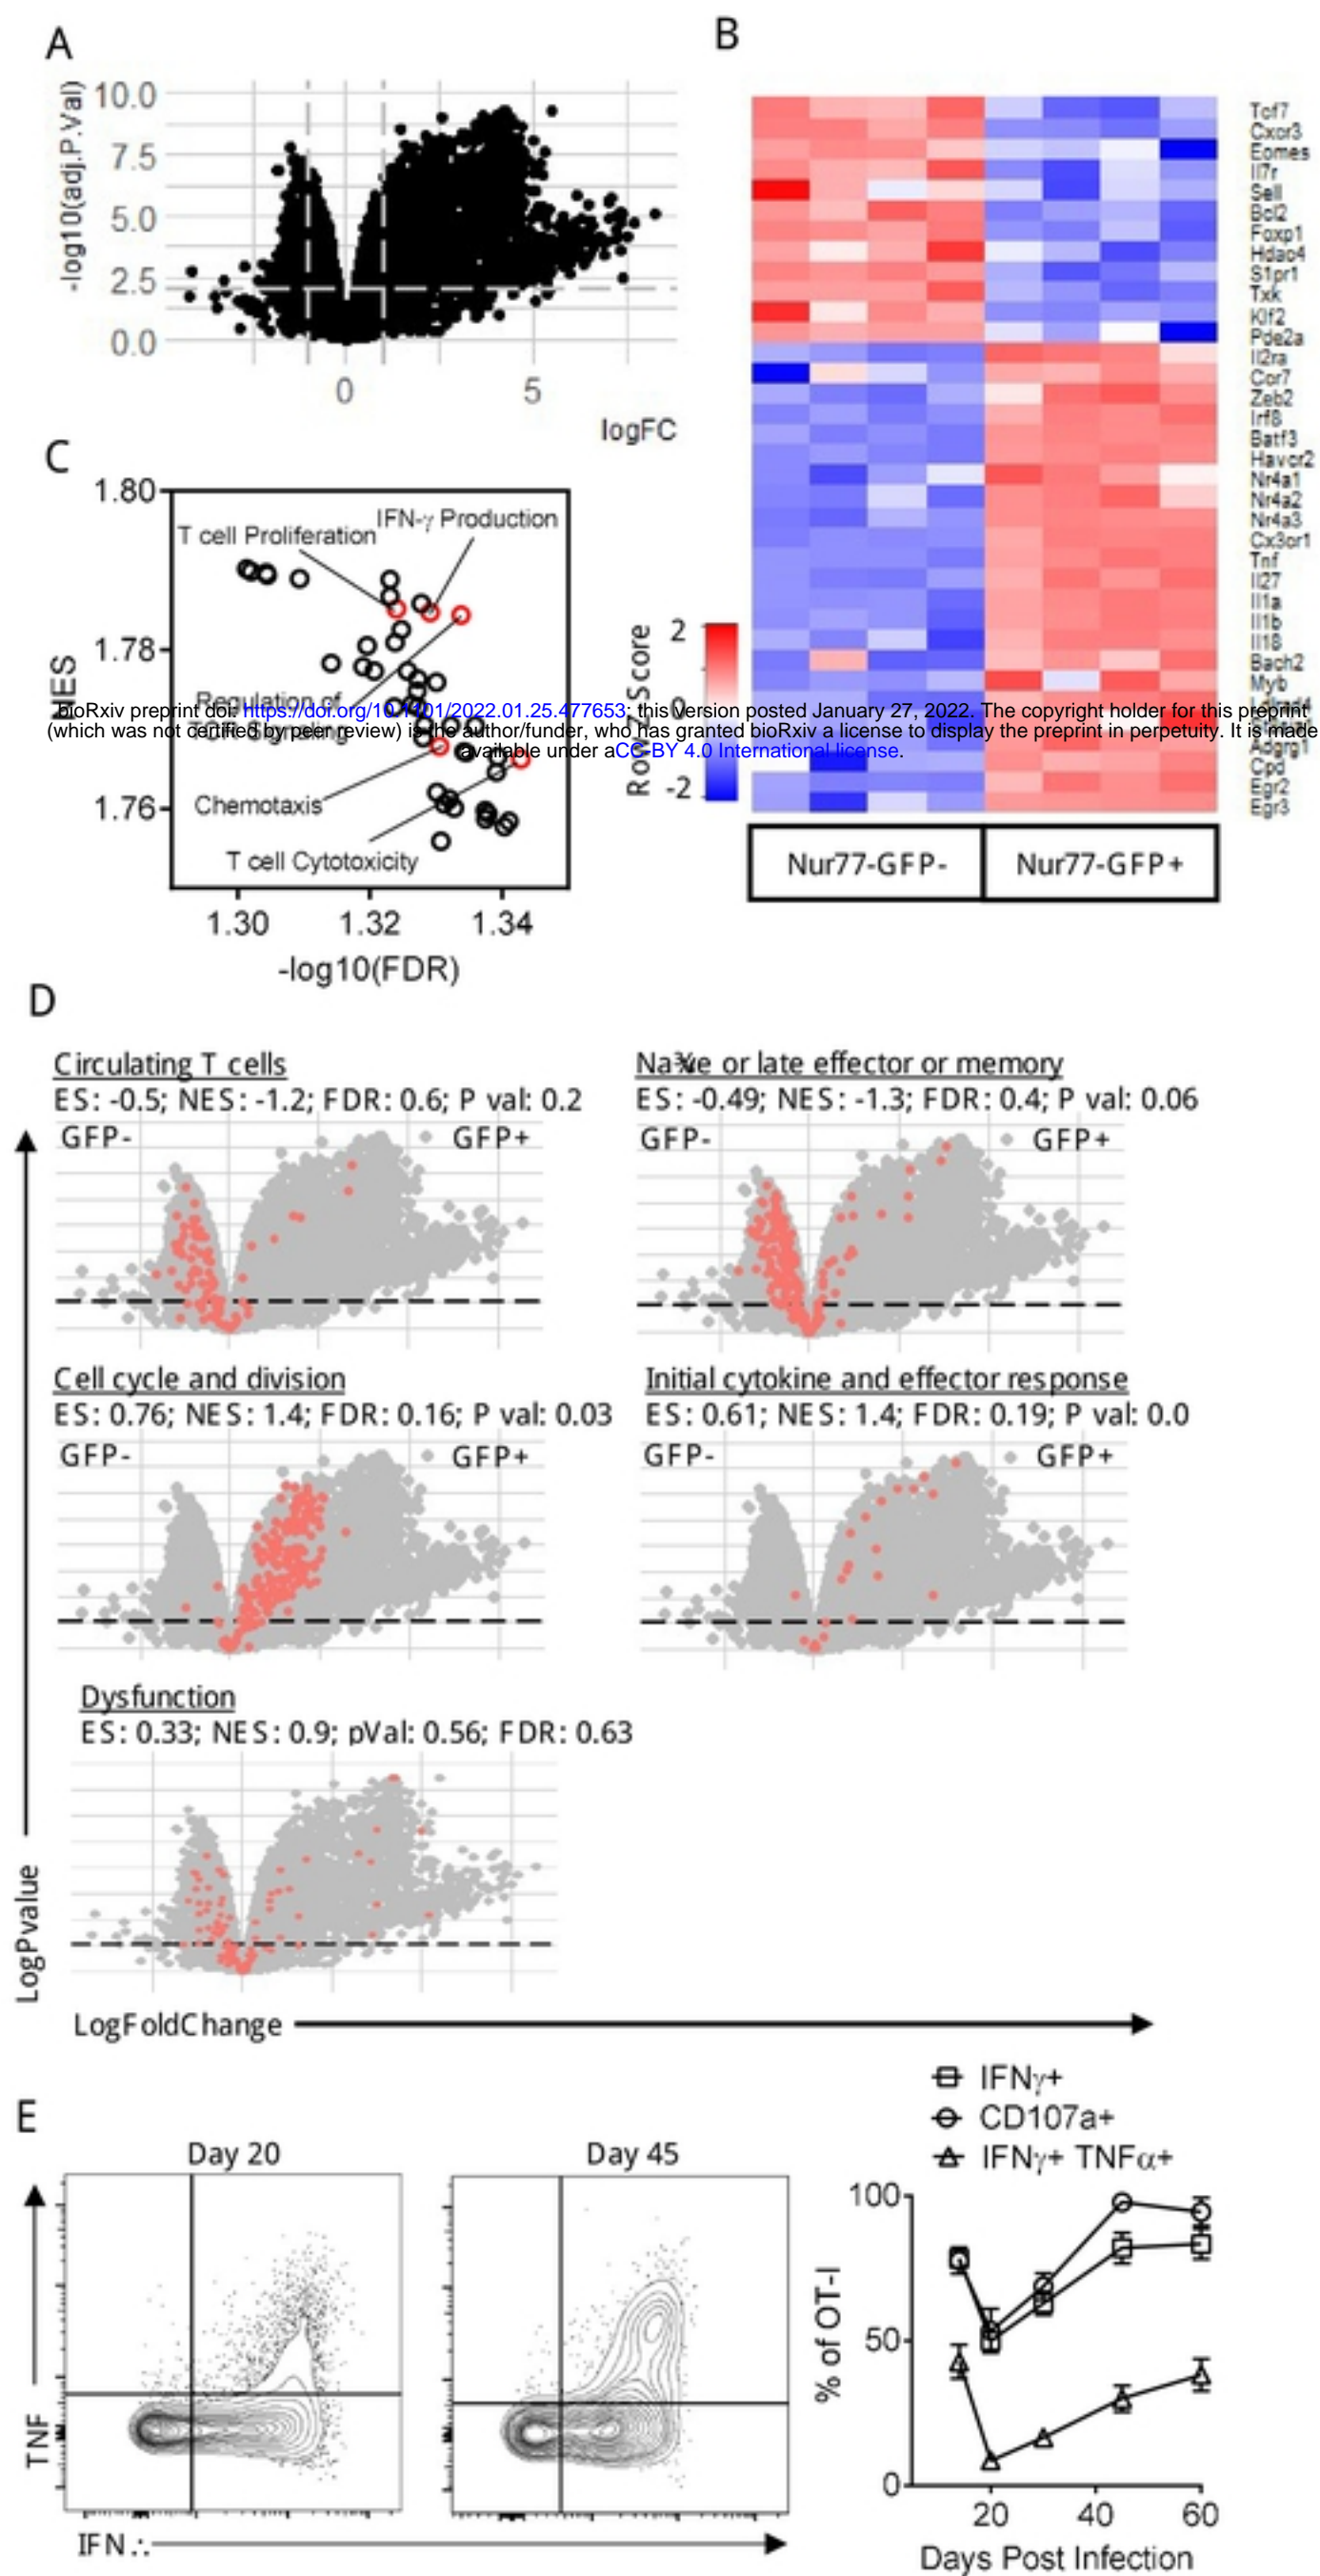 A
-log10(adj.P.Val)
10.0
7.5
5.0
2.5
0.0
0
5
logFC
B
Tcf7
Cxcr3
Eomes
Il7r
Sell
Bcl2
Foxp1
Hdac4
S1pr1
Txk
Klf2
Pde2a
Il2ra
Ccr7
Zeb2
Irf8
Batf3
Havcr2
Nr4a1
Nr4a2
Nr4a3
Cx3cr1
Tnf
Il27
Il1a
Il1b
Il18
Bach2
Myb
Adgrg1
Cpd
Egr2
Egr3
Row Z Score
2
0
-2
Nur77-GFP-
Nur77-GFP+
C
NES
1.80
1.78
1.76
T cell Proliferation
IFN-γ Production
Regulation of
TCR Signaling
Chemotaxis
T cell Cytotoxicity
1.30
1.32
1.34
-log10(FDR)
bioRxiv preprint doi: https://doi.org/10.1101/2022.01.25.477653; this version posted January 27, 2022. The copyright holder for this preprint
(which was not certified by peer review) is the author/funder, who has granted bioRxiv a license to display the preprint in perpetuity. It is made
available under aCC-BY 4.0 International license.
D
Circulating T cells
ES: -0.5; NES: -1.2; FDR: 0.6; P val: 0.2
GFP-
GFP+
Na¾ve or late effector or memory
ES: -0.49; NES: -1.3; FDR: 0.4; P val: 0.06
GFP-
GFP+
Cell cycle and division
ES: 0.76; NES: 1.4; FDR: 0.16; P val: 0.03
GFP-
GFP+
Initial cytokine and effector response
ES: 0.61; NES: 1.4; FDR: 0.19; P val: 0.0
GFP-
GFP+
Dysfunction
ES: 0.33; NES: 0.9; pVal: 0.56; FDR: 0.63
LogPvalue
LogFoldChange
E
Day 20
Day 45
TNF
IFN∴
IFNγ+
CD107a+
IFNγ+ TNFα+
% of OT-I
100
50
0
20
40
60
Days Post Infection